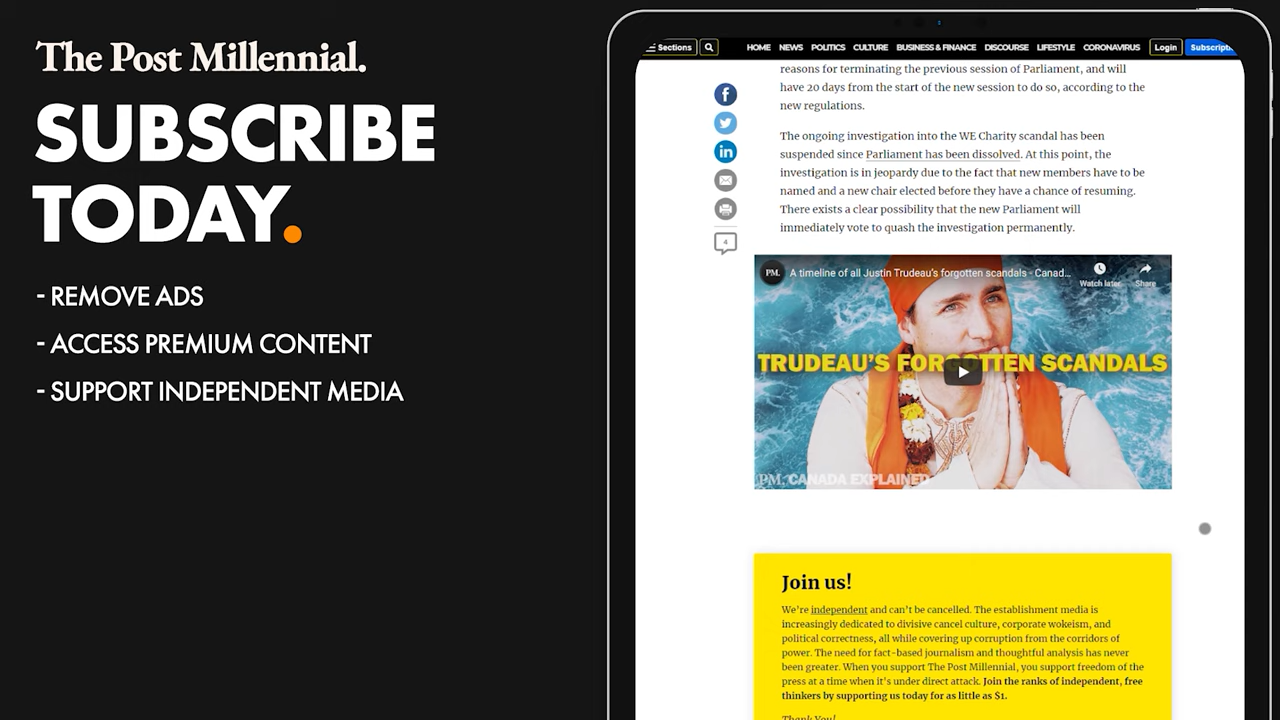 The Post Millennial.
SUBSCRIBE
TODAY.
- REMOVE ADS
- ACCESS PREMIUM CONTENT
- SUPPORT INDEPENDENT MEDIA
Sections
HOME NEWS POLITICS CULTURE BUSINESS & FINANCE DISCOURSE LIFESTYLE CORONAVIRUS Login
reasons for terminating the previous session of Parliament, and will
have 20 days from the start of the new session to do so, according to the
new regulations.
The ongoing investigation into the WE Charity scandal has been
suspended since Parliament has been dissolved. At this point, the
investigation is in jeopardy due to the fact that new members have to be
named and a new chair elected before they have a chance of resuming.
There exists a clear possibility that the new Parliament will
immediately vote to quash the investigation permanently.
4
PM. A timeline of all Justin Trudeau's forgotten scandals - Canad...
Watch later Share
TRUDEAU'S FORGOTTEN SCANDALS
PM. CANADA EXPLAINED
Join us!
We're independent and can't be cancelled. The establishment media is
increasingly dedicated to divisive cancel culture, corporate wokeism, and
political correctness, all while covering up corruption from the corridors of
power. The need for fact-based journalism and thoughtful analysis has never
been greater. When you support The Post Millennial, you support freedom of the
press at a time when it's under direct attack. Join the ranks of independent, free
thinkers by supporting us today for as little as $1.
Thank You!